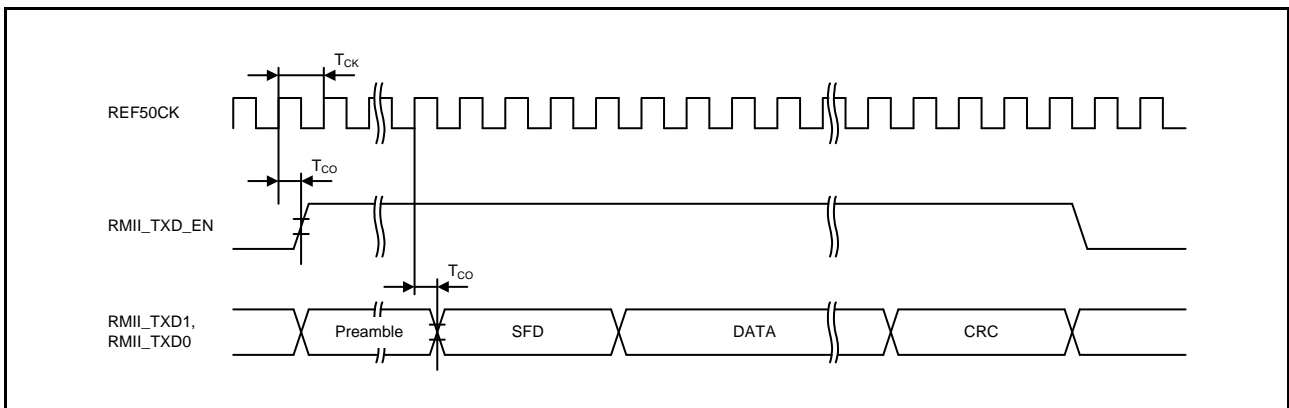 TCK
REF50CK
TCO
RMII_TXD_EN
TCO
RMII_TXD1,
RMII_TXD0
Preamble
SFD
DATA
CRC